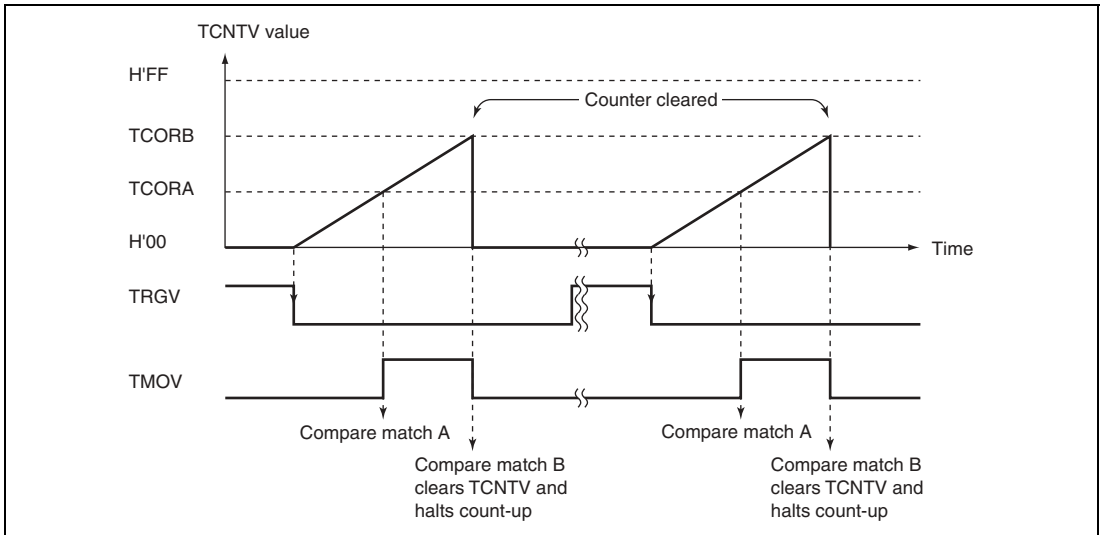 TCNTV value
H'FF
Counter cleared
TCORB
TCORA
H'00
Time
TRGV
TMOV
Compare match A
Compare match A
Compare match B
clears TCNTV and
halts count-up
Compare match B
clears TCNTV and
halts count-up